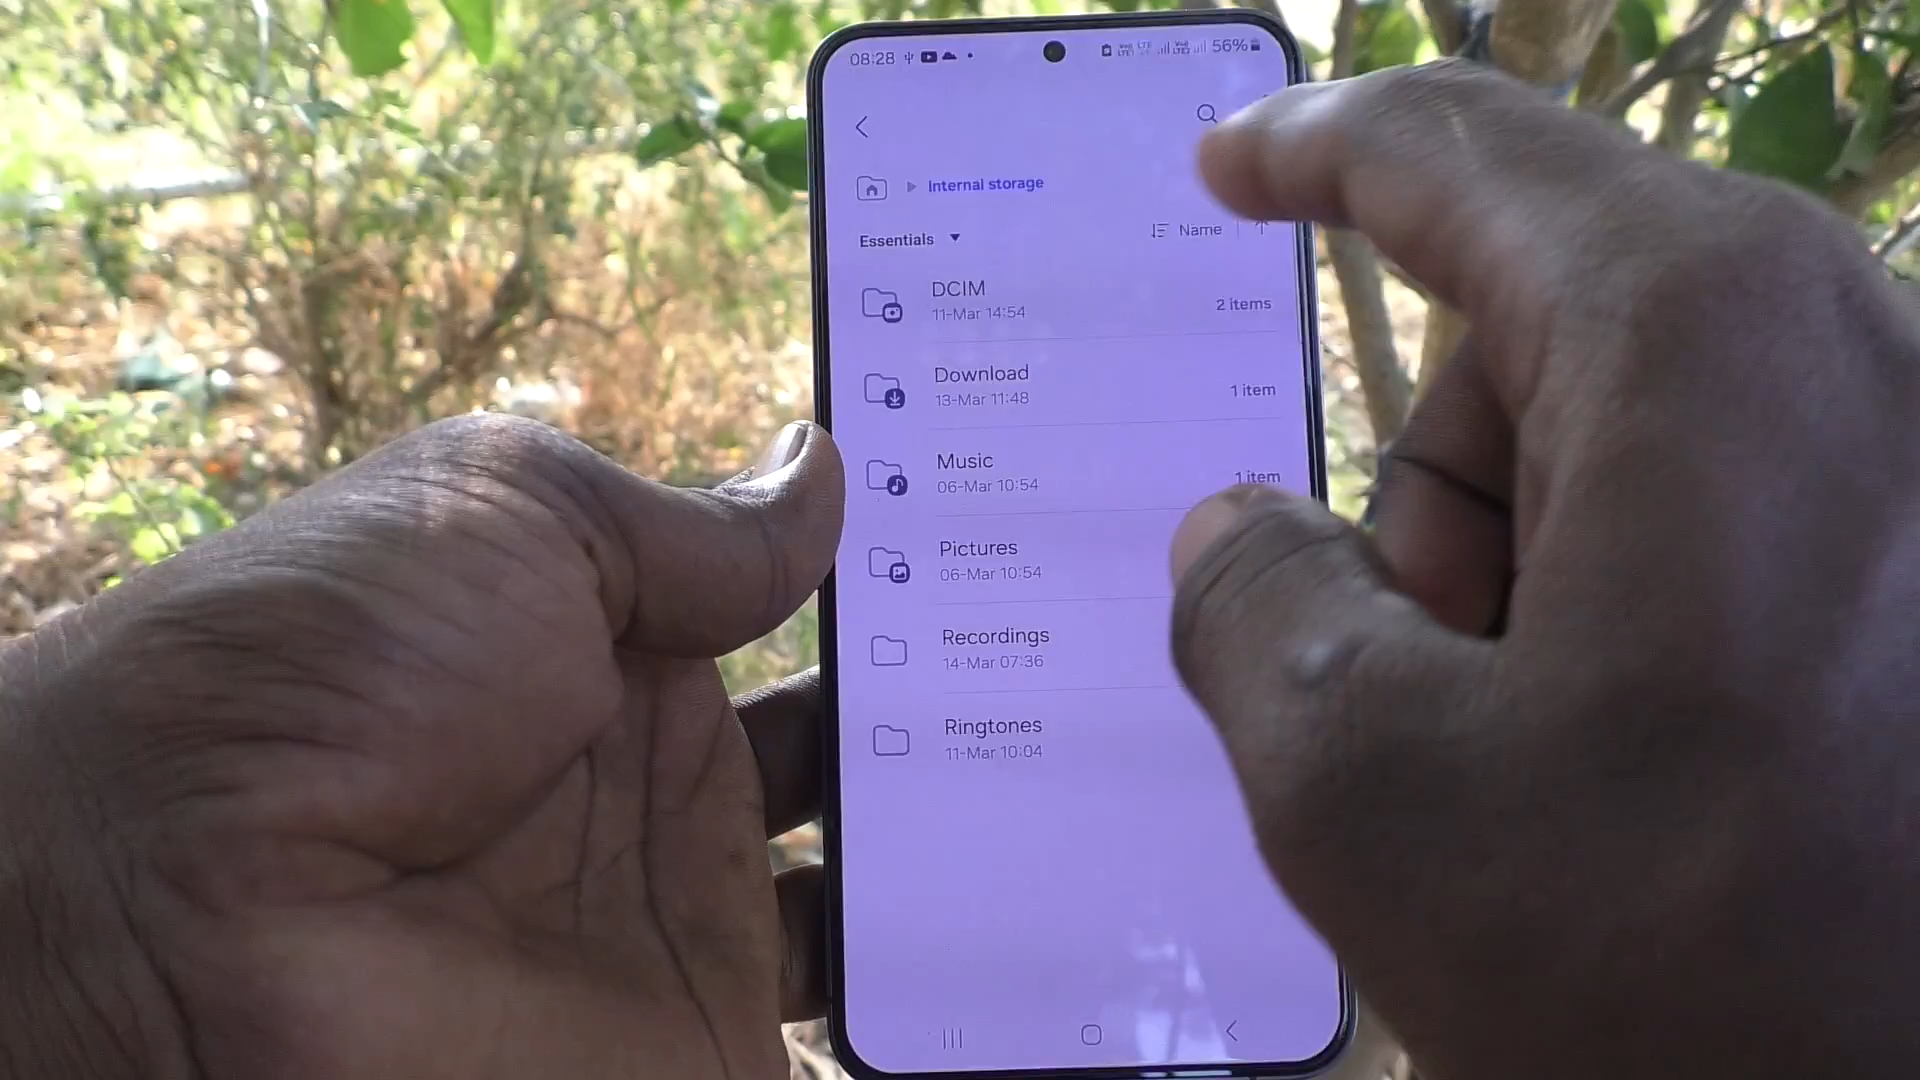 08:28 56%
Internal storage
Essentials Name
DCIM
11-Mar 14:54 2 items
Download
13-Mar 11:48 1 item
Music
06-Mar 10:54 1 item
Pictures
06-Mar 10:54
Recordings
14-Mar 07:36
Ringtones
11-Mar 10:04